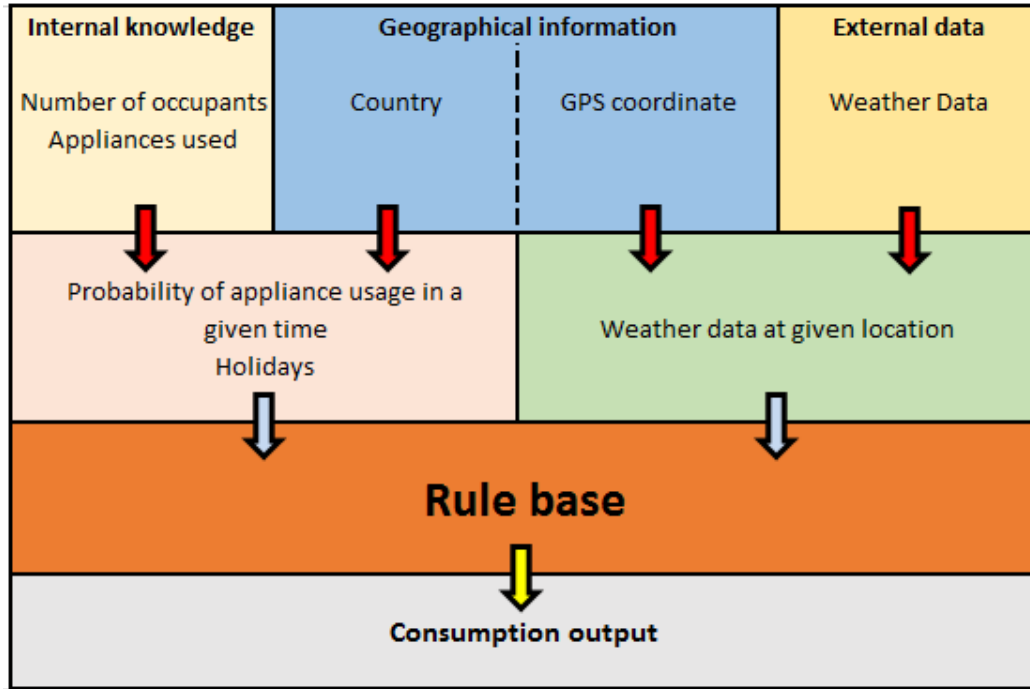 Internal knowledge
Number of occupants
Appliances used
Geographical information
Country
GPS coordinate
External data
Weather Data
Probability of appliance usage in a
given time
Holidays
Weather data at given location
Rule base
Consumption output